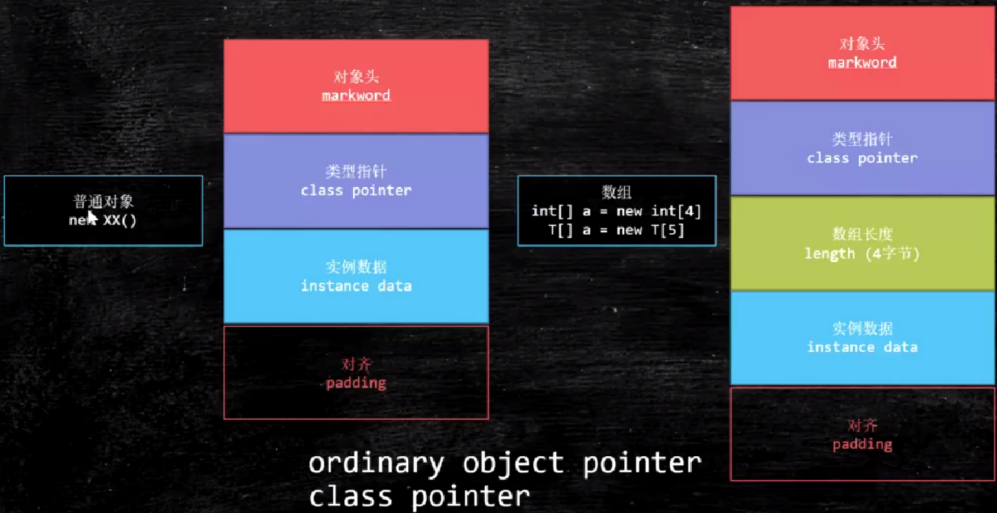 普通对象
new XX()
对象头
markword
类型指针
class pointer
实例数据
instance data
对齐
padding
数组
int[] a = new int[4]
T[] a = new T[5]
对象头
markword
类型指针
class pointer
数组长度
length (4字节)
实例数据
instance data
对齐
padding
ordinary object pointer
class pointer